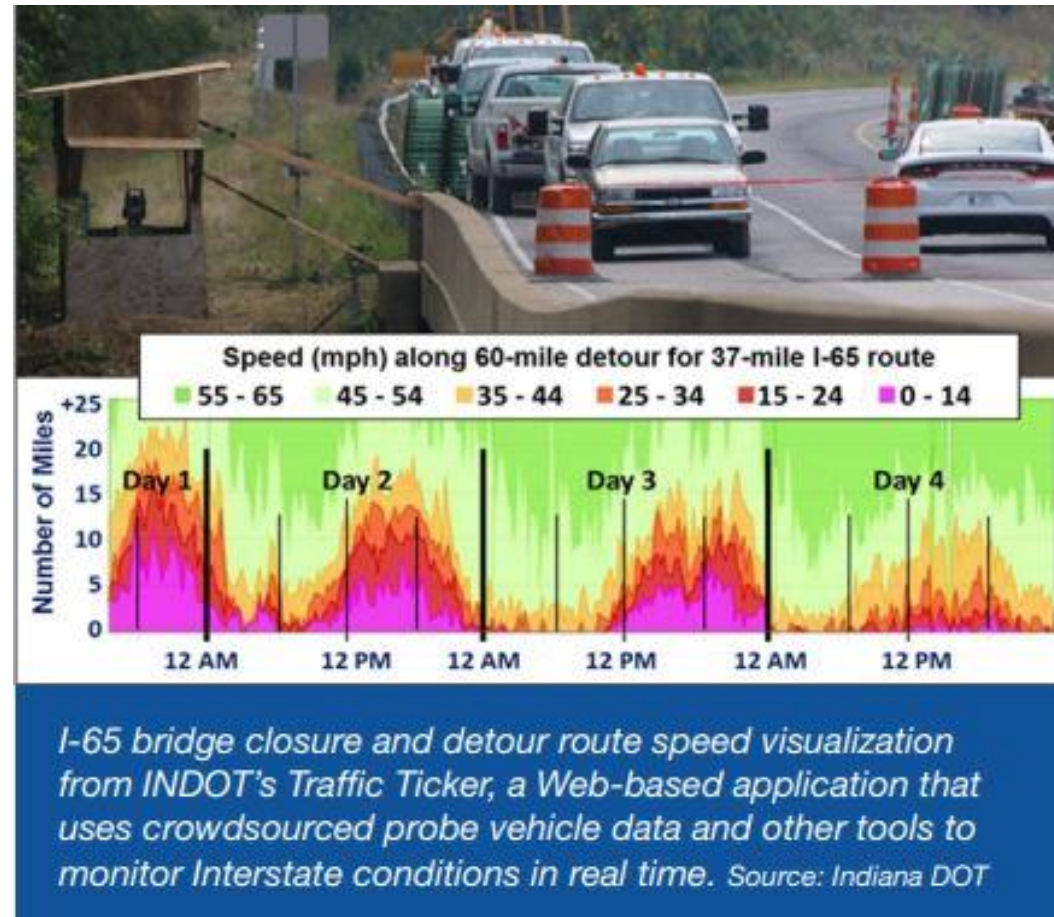 Speed (mph) along 60-mile detour for 37-mile I-65 route
55 - 65 45 - 54 35 - 44 25 - 34 15 - 24 0 - 14
Number of Miles
+25
20
15
10
5
0
Day 1 Day 2 Day 3 Day 4
12 AM 12 PM 12 AM 12 PM 12 AM 12 PM
I-65 bridge closure and detour route speed visualization
from INDOT's Traffic Ticker, a Web-based application that
uses crowdsourced probe vehicle data and other tools to
monitor Interstate conditions in real time. Source: Indiana DOT